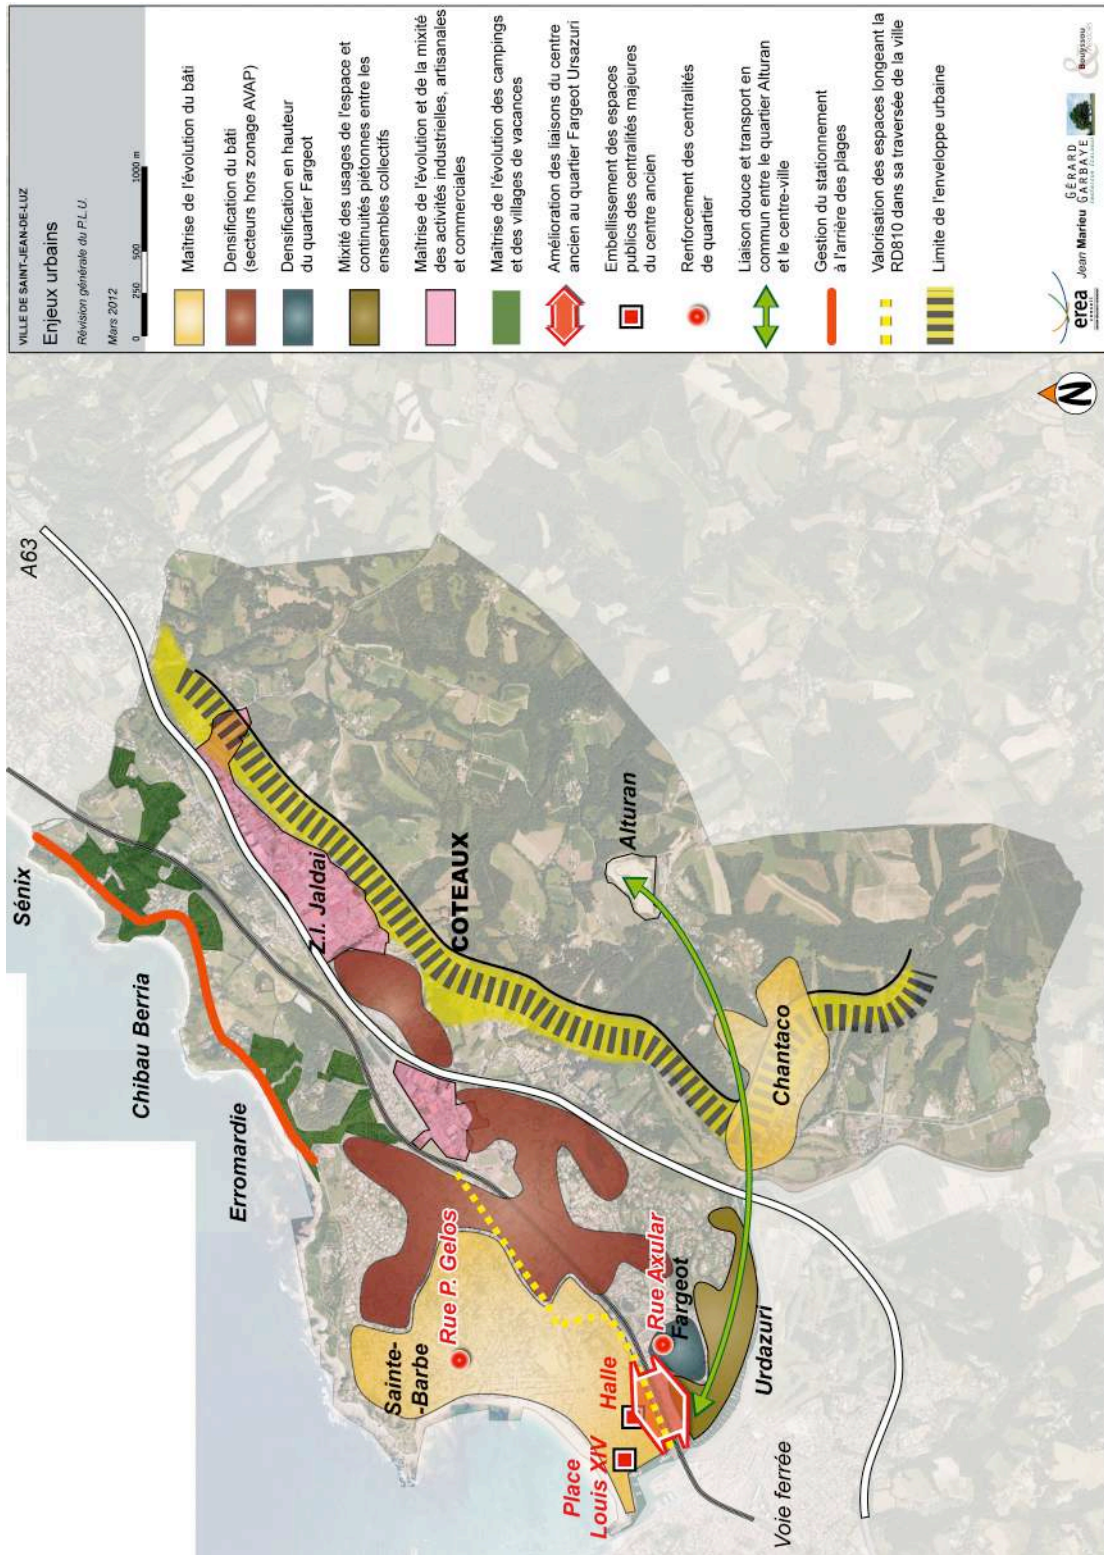 VILLE DE SAINT-JEAN-DE-LUZ
Enjeux urbains
Révision générale du P.L.U.
Mars 2012
0 250 500 1000 m
Maîtrise de l'évolution du bâti
Densification du bâti
(secteurs hors zonage AVAP)
Densification en hauteur
du quartier Fargeot
Mixité des usages de l'espace et
continuités piétonnes entre les
ensembles collectifs
Maîtrise de l'évolution et de la mixité
des activités industrielles, artisanales
et commerciales
Maîtrise de l'évolution des campings
et des villages de vacances
Amélioration des liaisons du centre
ancien au quartier Fargeot Ursazuri
Embellissement des espaces
publics des centralités majeures
du centre ancien
Renforcement des centralités
de quartier
Liaison douce et transport en
commun entre le quartier Alturan
et le centre-ville
Gestion du stationnement
à l'arrière des plages
Valorisation des espaces longeant la
RD810 dans sa traversée de la ville
Limite de l'enveloppe urbaine
erea
Jean Marieu
GÉRARD
GARBAYE
Bouyssou
&
N
A63
Sénix
Chibau Berria
Erromardie
Z.I. Jaldai
COTEAUX
Alturan
Chantaco
Sainte-
-Barbe
Rue P. Gelos
Rue Axular
Fargeot
Halle
Place
Louis XIV
Urdazuri
Voie ferrée